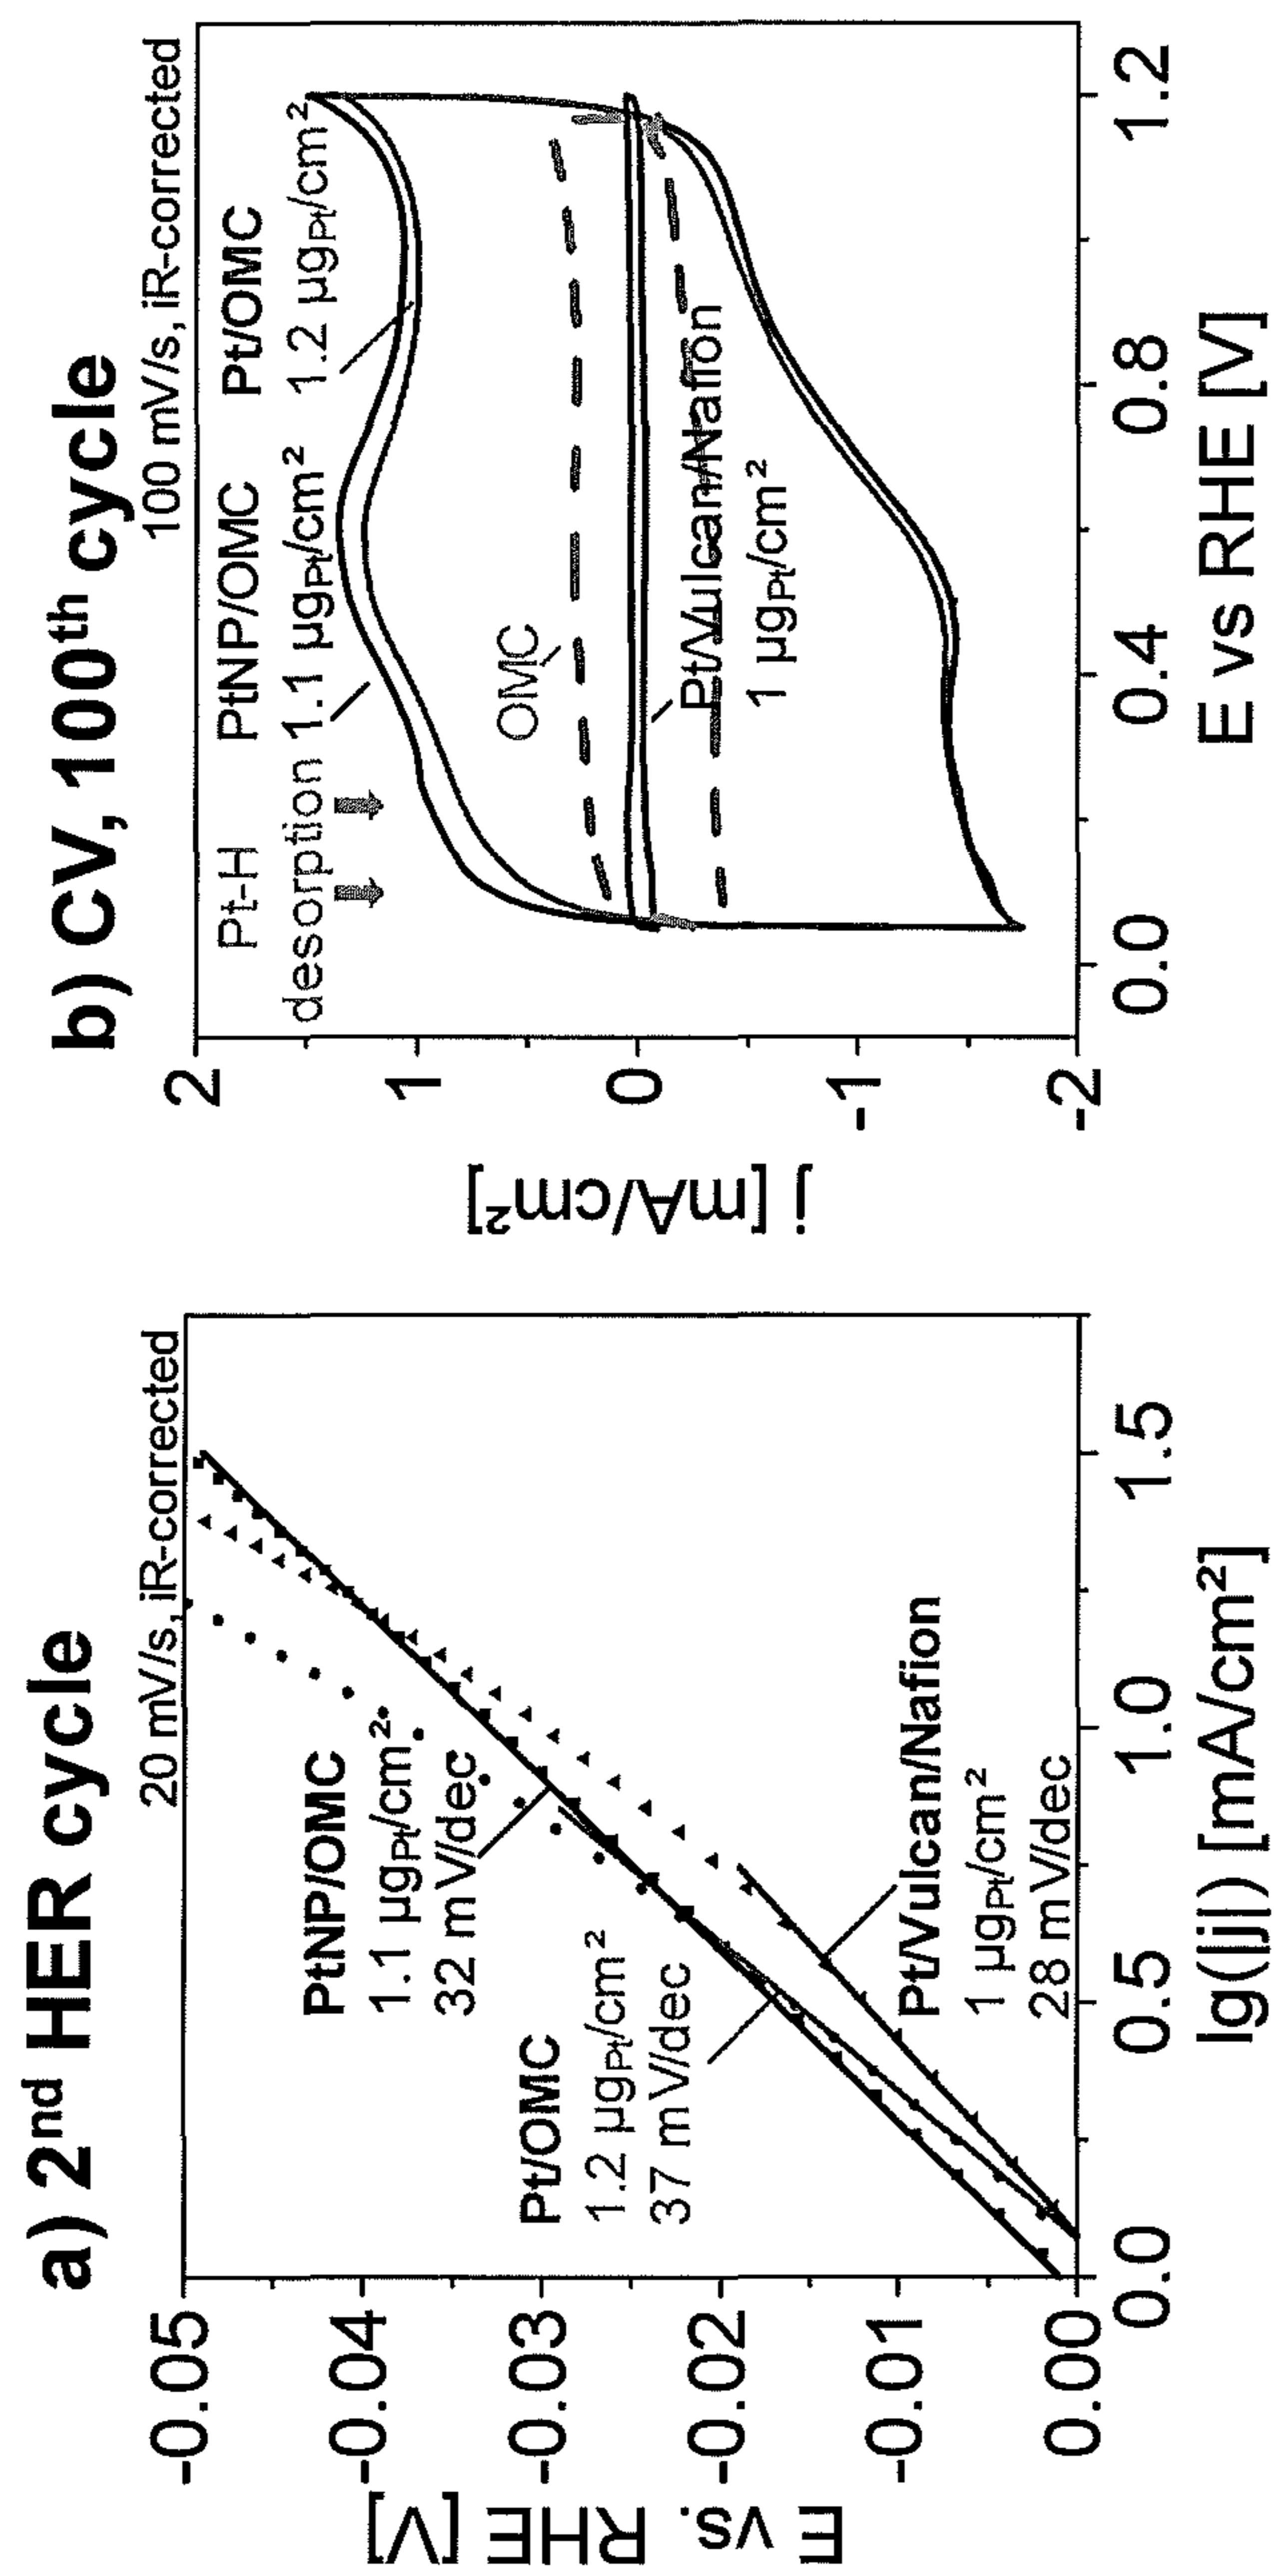 a) 2nd HER cycle
20 mV/s, iR-corrected
E vs. RHE [V]
-0.05
-0.04
-0.03
-0.02
-0.01
0.00
PtNP/OMC
1.1 µgPt/cm²
32 mV/dec
Pt/OMC
1.2 µgPt/cm²
37 mV/dec
Pt/Vulcan/Nafion
1 µgPt/cm²
28 mV/dec
0.0 0.5 1.0 1.5
lg(|j|) [mA/cm²]
b) CV, 100th cycle
100 mV/s, iR-corrected
j [mA/cm²]
2
1
0
-1
-2
Pt-H
desorption
PtNP/OMC
1.1 µgPt/cm²
Pt/OMC
1.2 µgPt/cm²
OMC
Pt/Vulcan/Nafion
1 µgPt/cm²
0.0 0.4 0.8 1.2
E vs RHE [V]